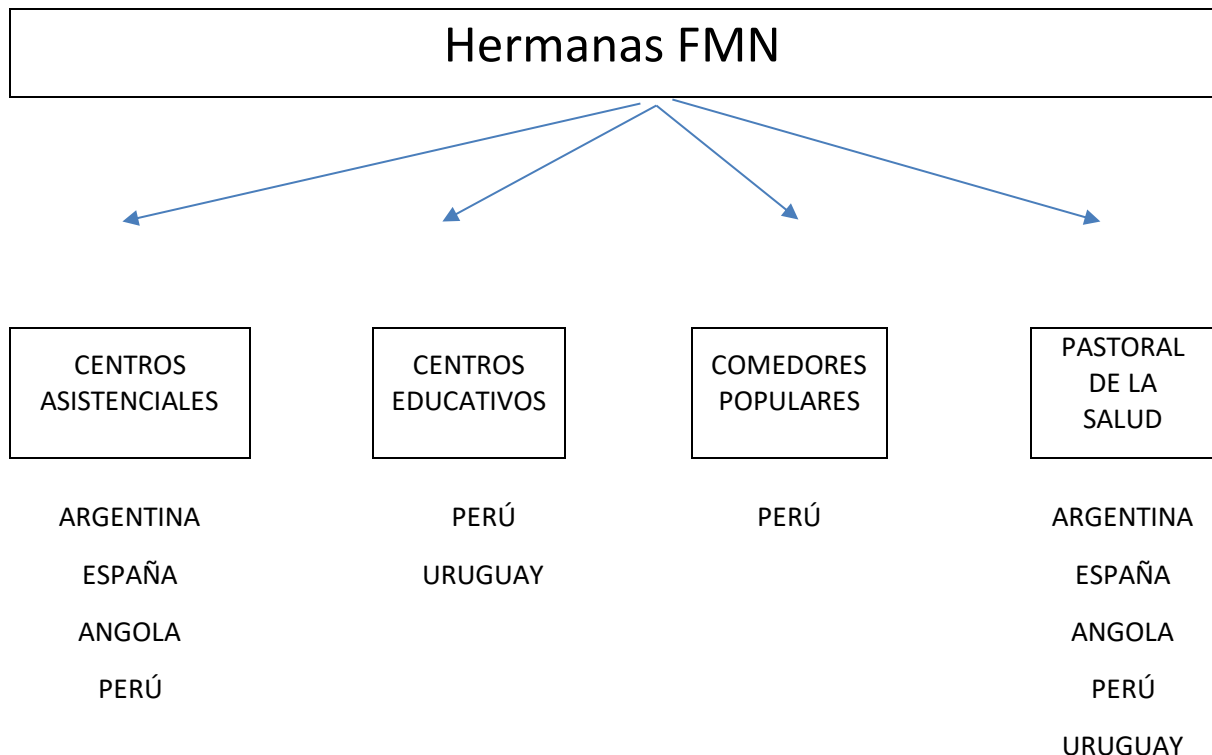 Hermanas FMN
CENTROS
ASISTENCIALES
CENTROS
EDUCATIVOS
COMEDORES
POPULARES
PASTORAL
DE LA
SALUD
ARGENTINA
ESPAÑA
ANGOLA
PERÚ
PERÚ
URUGUAY
PERÚ
ARGENTINA
ESPAÑA
ANGOLA
PERÚ
URUGUAY